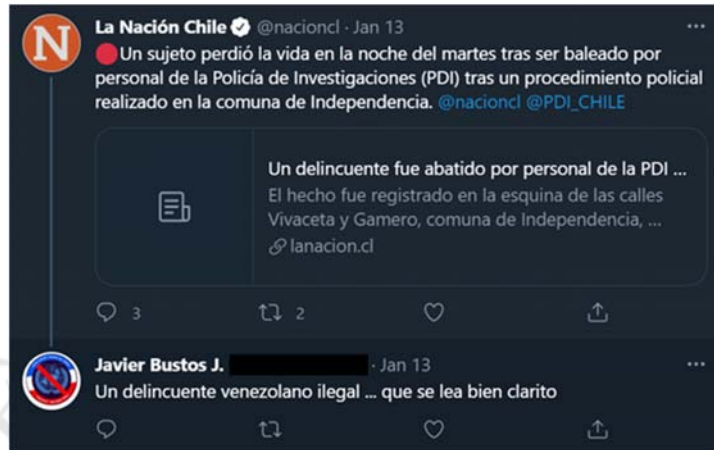 La Nación Chile @nacioncl · Jan 13
Un sujeto perdió la vida en la noche del martes tras ser baleado por
personal de la Policía de Investigaciones (PDI) tras un procedimiento policial
realizado en la comuna de Independencia. @nacioncl @PDI_CHILE
Un delincuente fue abatido por personal de la PDI ...
El hecho fue registrado en la esquina de las calles
Vivaceta y Gamero, comuna de Independencia, ...
lanacion.cl
3 2
Javier Bustos J. · Jan 13
Un delincuente venezolano ilegal ... que se lea bien clarito